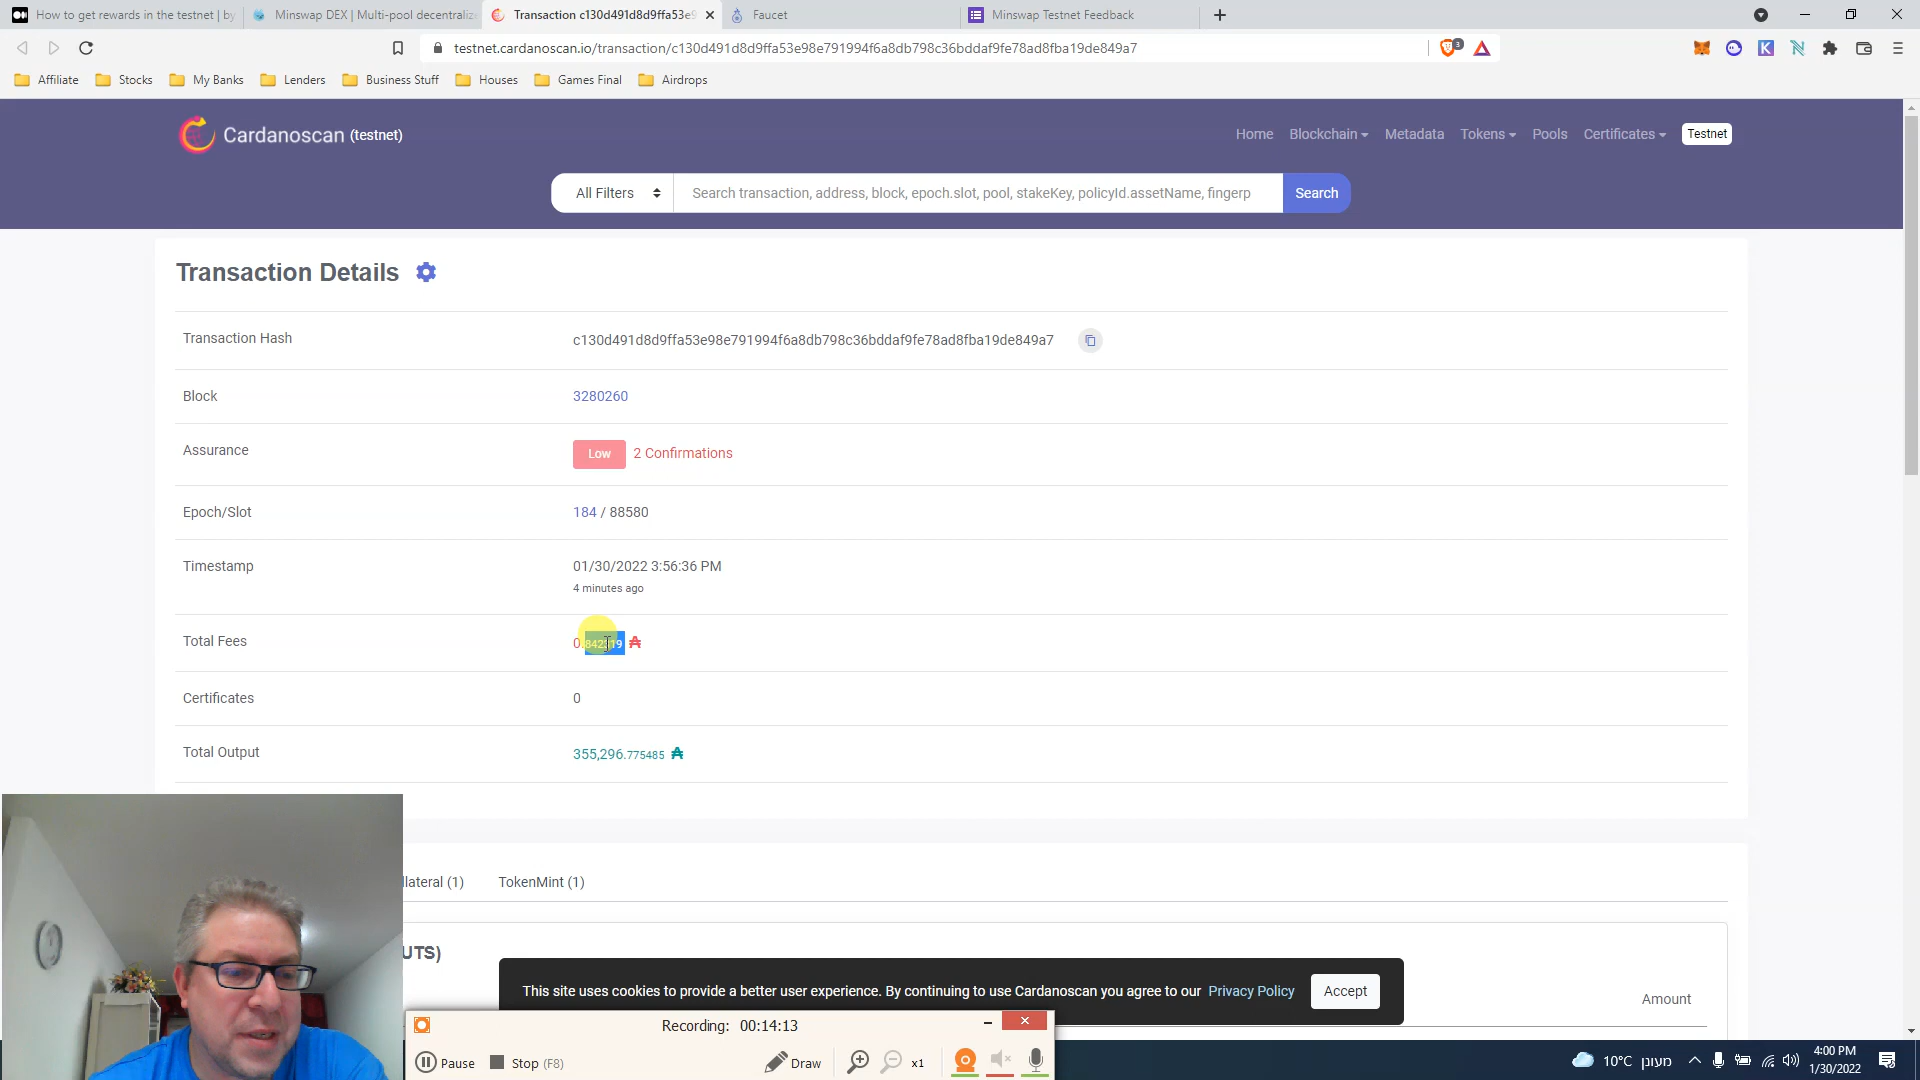 How to get rewards in the testnet | by
Minswap DEX | Multi-pool decentraliz
Transaction c130d491d8d9ffa53e9
Faucet
Minswap Testnet Feedback
testnet.cardanoscan.io/transaction/c130d491d8d9ffa53e98e791994f6a8db798c36bddaf9fe78ad8fba19de849a7
3
Affiliate
Stocks
My Banks
Lenders
Business Stuff
Houses
Games Final
Airdrops
Cardanoscan (testnet)
Home
Blockchain
Metadata
Tokens
Pools
Certificates
Testnet
All Filters
Search transaction, address, block, epoch.slot, pool, stakeKey, policyId.assetName, fingerp
Search
Transaction Details
Transaction Hash
c130d491d8d9ffa53e98e791994f6a8db798c36bddaf9fe78ad8fba19de849a7
Block
3280260
Assurance
Low
2 Confirmations
Epoch/Slot
184 / 88580
Timestamp
01/30/2022 3:56:36 PM
4 minutes ago
Total Fees
₳
Certificates
0
Total Output
355,296.775485 ₳
llateral (1)
TokenMint (1)
UTS)
This site uses cookies to provide a better user experience. By continuing to use Cardanoscan you agree to our Privacy Policy
Accept
Amount
Recording: 00:14:13
Pause
Stop (F8)
Draw
x1
10°C מעונן
4:00 PM
1/30/2022